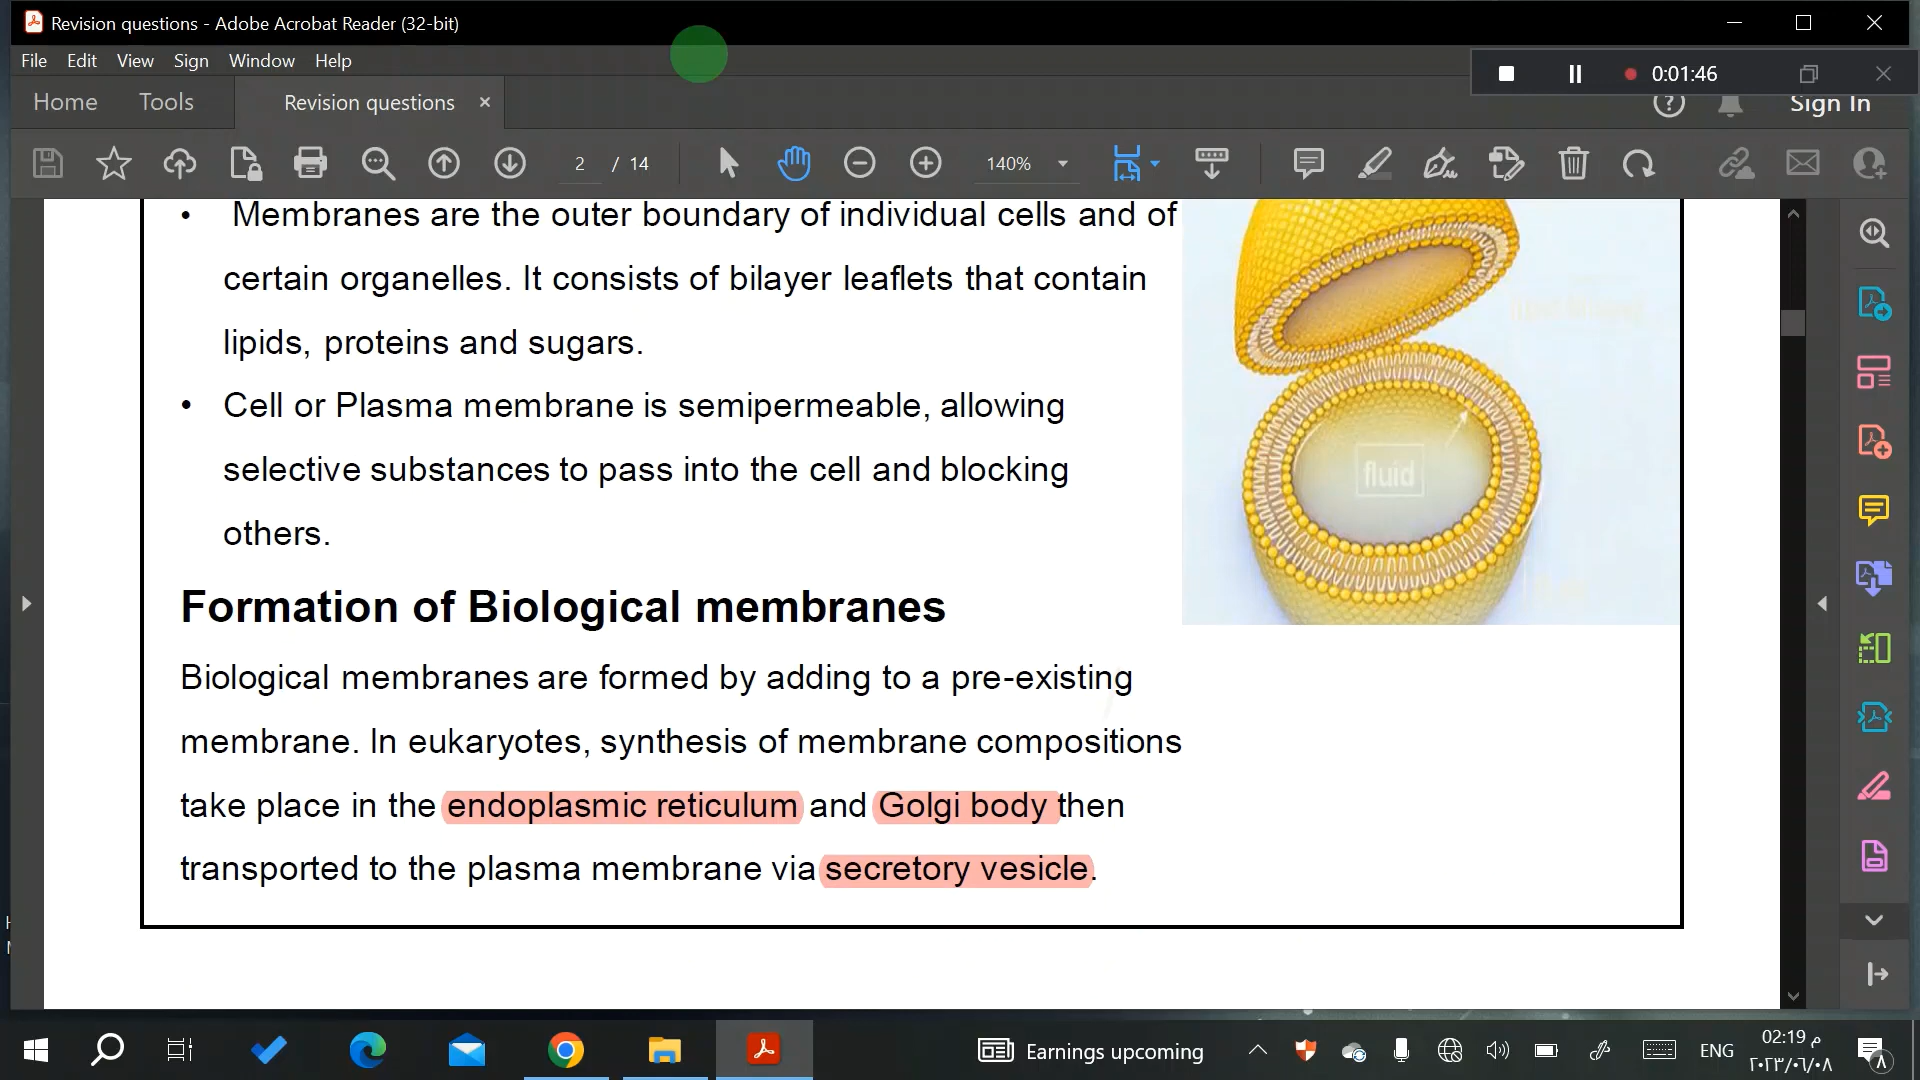 Revision questions - Adobe Acrobat Reader (32-bit)
File Edit View Sign Window Help
0:01:46
Home Tools Revision questions
Sign In
2 / 14 140%
• Membranes are the outer boundary of individual cells and of
certain organelles. It consists of bilayer leaflets that contain
lipids, proteins and sugars.
• Cell or Plasma membrane is semipermeable, allowing
selective substances to pass into the cell and blocking
others.
fluid
Formation of Biological membranes
Biological membranes are formed by adding to a pre-existing
membrane. In eukaryotes, synthesis of membrane compositions
take place in the endoplasmic reticulum and Golgi body then
transported to the plasma membrane via secretory vesicle.
Earnings upcoming
ENG
02:19 م
٢٠٢٣/٠٦/٠٨
٨